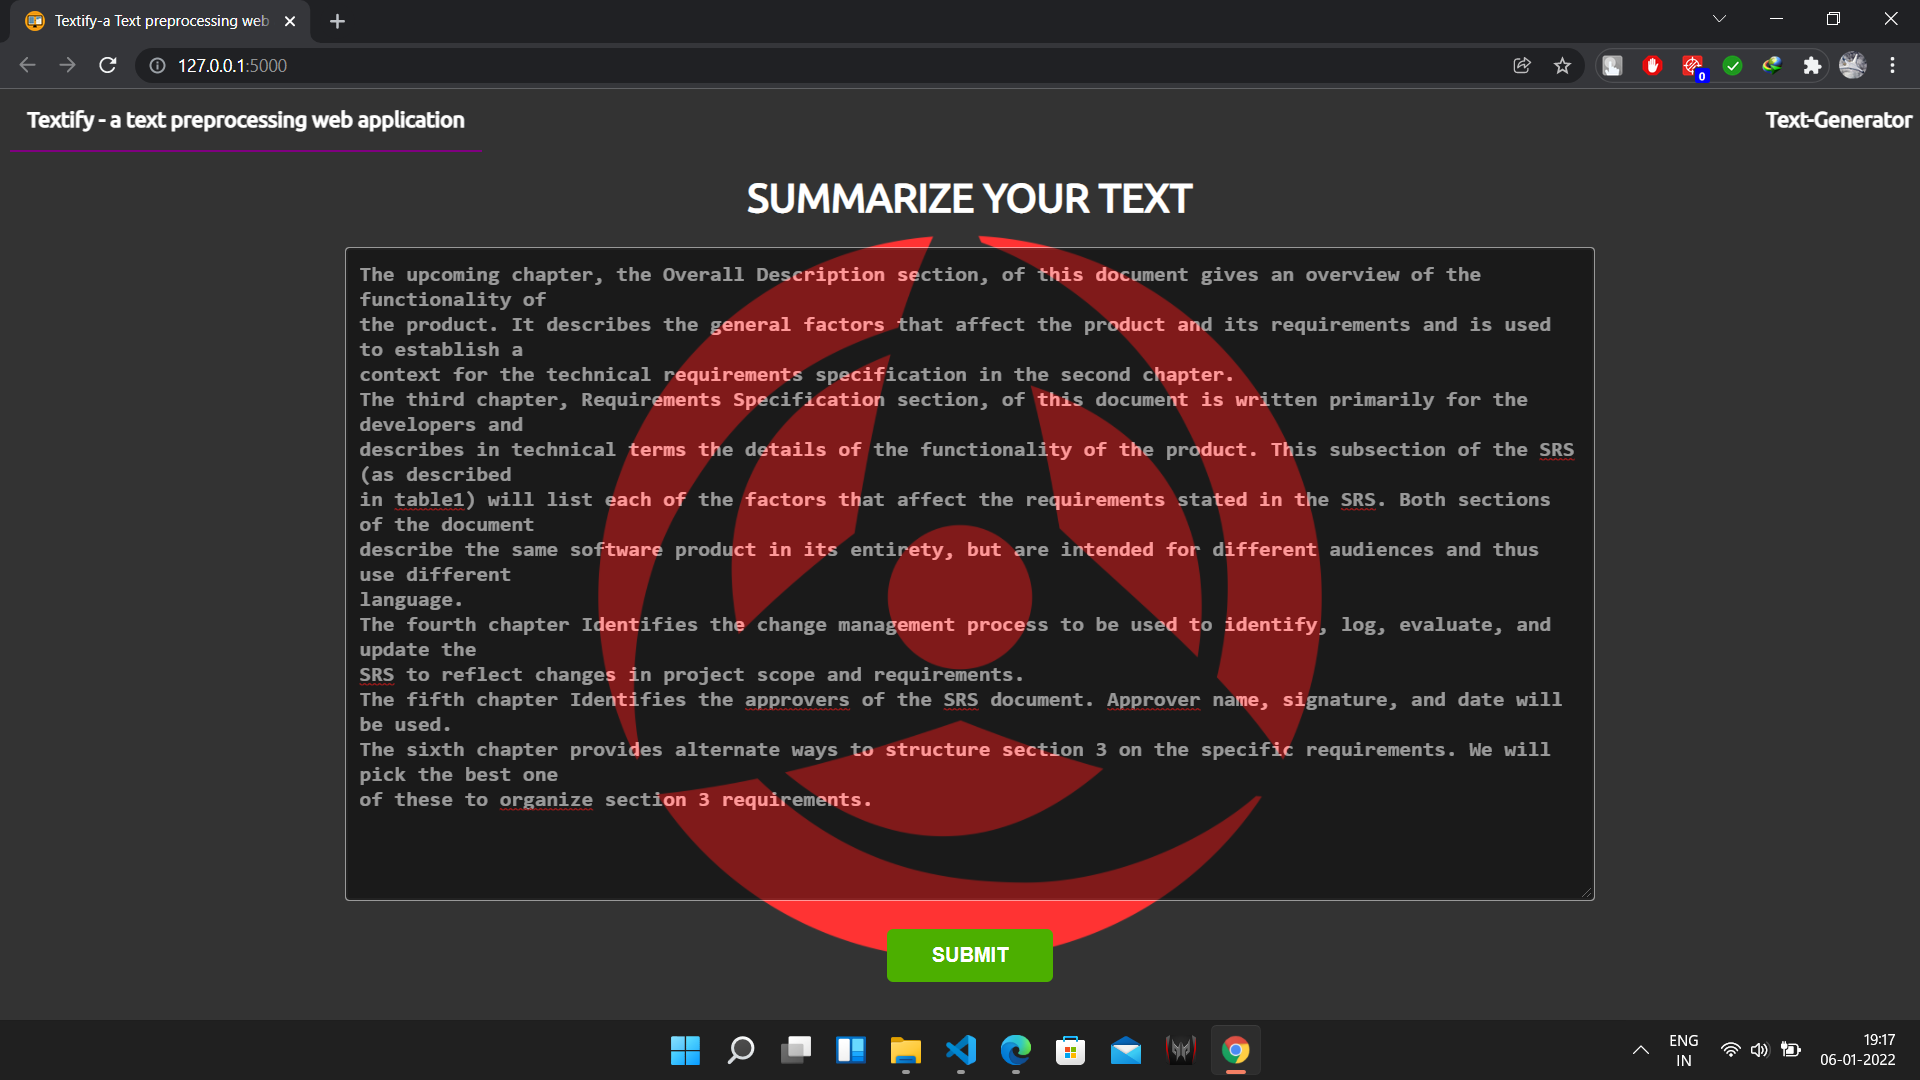 Textify-a Text preprocessing web
127.0.0.1:5000
0
Textify - a text preprocessing web application
Text-Generator
SUMMARIZE YOUR TEXT
The upcoming chapter, the Overall Description section, of this document gives an overview of the
functionality of
the product. It describes the general factors that affect the product and its requirements and is used
to establish a
context for the technical requirements specification in the second chapter.
The third chapter, Requirements Specification section, of this document is written primarily for the
developers and
describes in technical terms the details of the functionality of the product. This subsection of the SRS
(as described
in table1) will list each of the factors that affect the requirements stated in the SRS. Both sections
of the document
describe the same software product in its entirety, but are intended for different audiences and thus
use different
language.
The fourth chapter Identifies the change management process to be used to identify, log, evaluate, and
update the
SRS to reflect changes in project scope and requirements.
The fifth chapter Identifies the approvers of the SRS document. Approver name, signature, and date will
be used.
The sixth chapter provides alternate ways to structure section 3 on the specific requirements. We will
pick the best one
of these to organize section 3 requirements.
SUBMIT
ENG
IN
19:17
06-01-2022